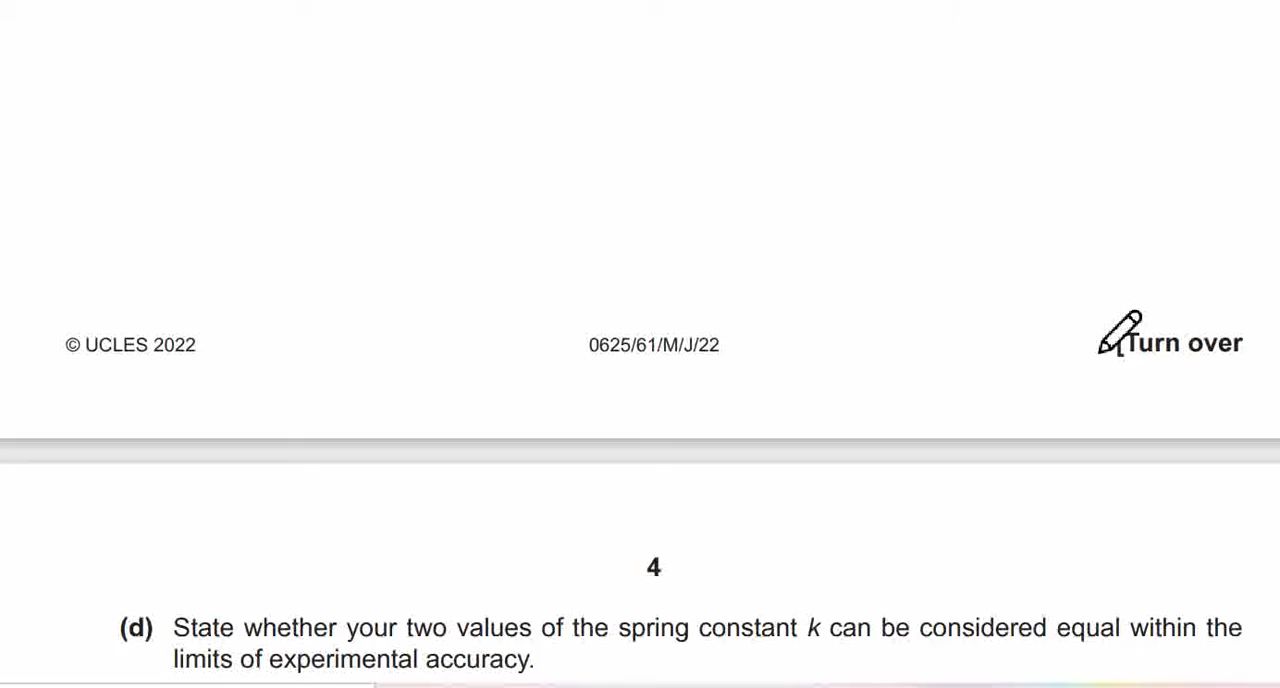 © UCLES 2022
0625/61/M/J/22
[Turn over
4
(d) State whether your two values of the spring constant k can be considered equal within the
limits of experimental accuracy.